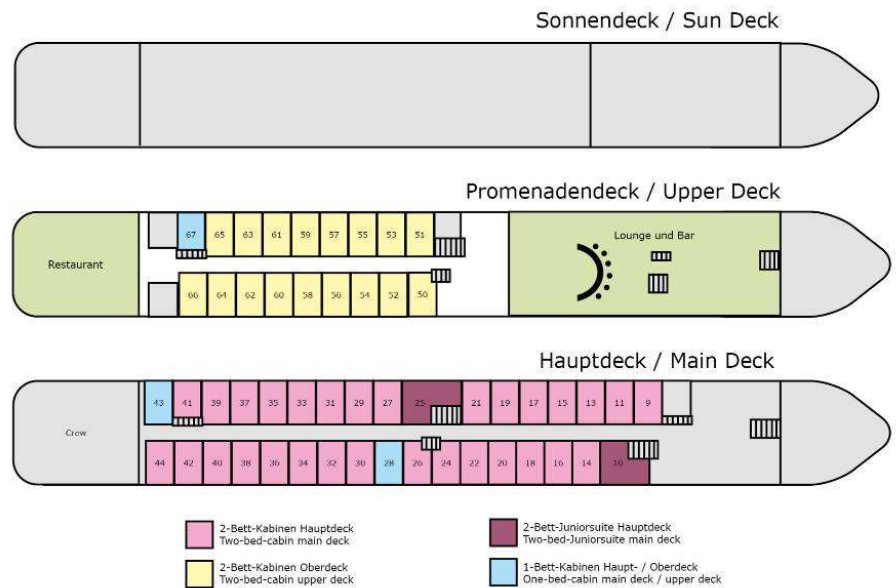 Sonnendeck / Sun Deck
Promenadendeck / Upper Deck
67 65 63 61 59 57 55 53 51
Restaurant
Lounge und Bar
66 64 62 60 58 56 54 52 50
Hauptdeck / Main Deck
43 41 39 37 35 33 31 29 27 25 21 19 17 15 13 11 9
Crew
44 42 40 38 36 34 32 30 28 26 24 22 20 18 16 14 10
2-Bett-Kabinen Hauptdeck
Two-bed-cabin main deck
2-Bett-Juniorsuite Hauptdeck
Two-bed-Juniorsuite main deck
2-Bett-Kabinen Oberdeck
Two-bed-cabin upper deck
1-Bett-Kabinen Haupt- / Oberdeck
One-bed-cabin main deck / upper deck